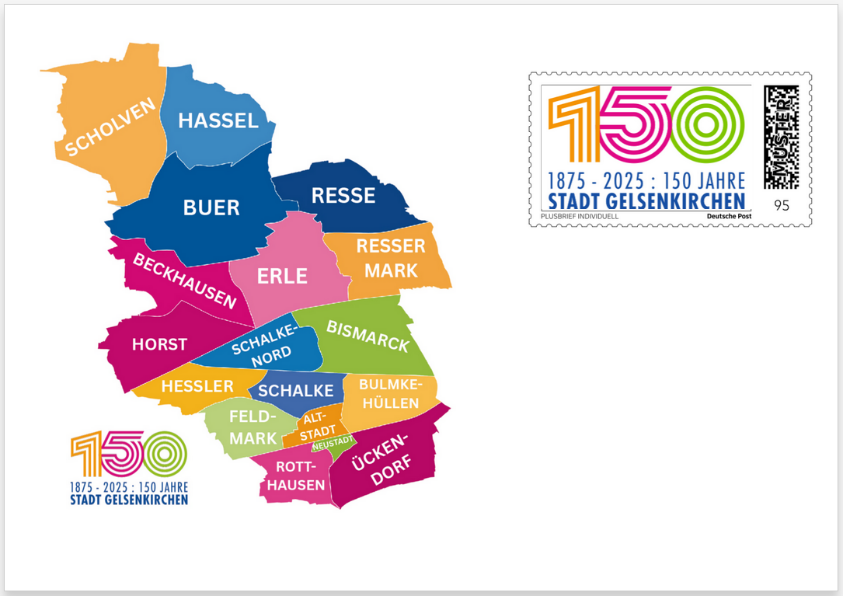 SCHOLVEN
HASSEL
BUER
RESSE
RESSER
MARK
ERLE
BECKHAUSEN
HORST
SCHALKE-
NORD
BISMARCK
HESSLER
SCHALKE
BULMKE-
HÜLLEN
FELD-
MARK
ALT-
STADT
NEUSTADT
ROTT-
HAUSEN
ÜCKEN-
DORF
150
1875 - 2025 : 150 JAHRE
STADT GELSENKIRCHEN
150
1875 - 2025 : 150 JAHRE
STADT GELSENKIRCHEN
PLUSBRIEF INDIVIDUELL
Deutsche Post
MUSTER
95